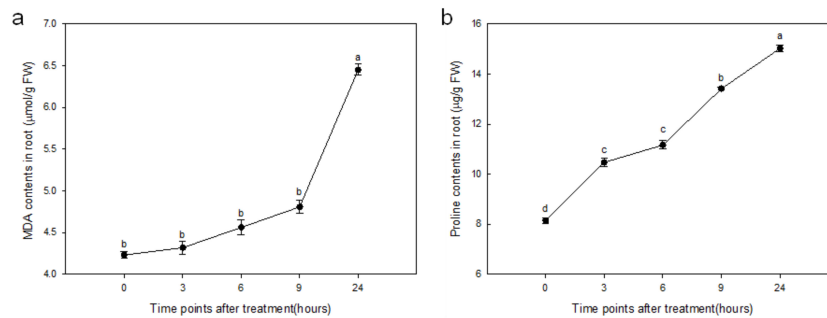 a
MDA contents in root (μmol/g FW)
7.0
6.5
6.0
5.5
5.0
4.5
4.0
b
b
b
b
a
0 3 6 9 24
Time points after treatment(hours)
b
Proline contents in root (μg/g FW)
16
14
12
10
8
6
d
c
c
b
a
0 3 6 9 24
Time points after treatment(hours)